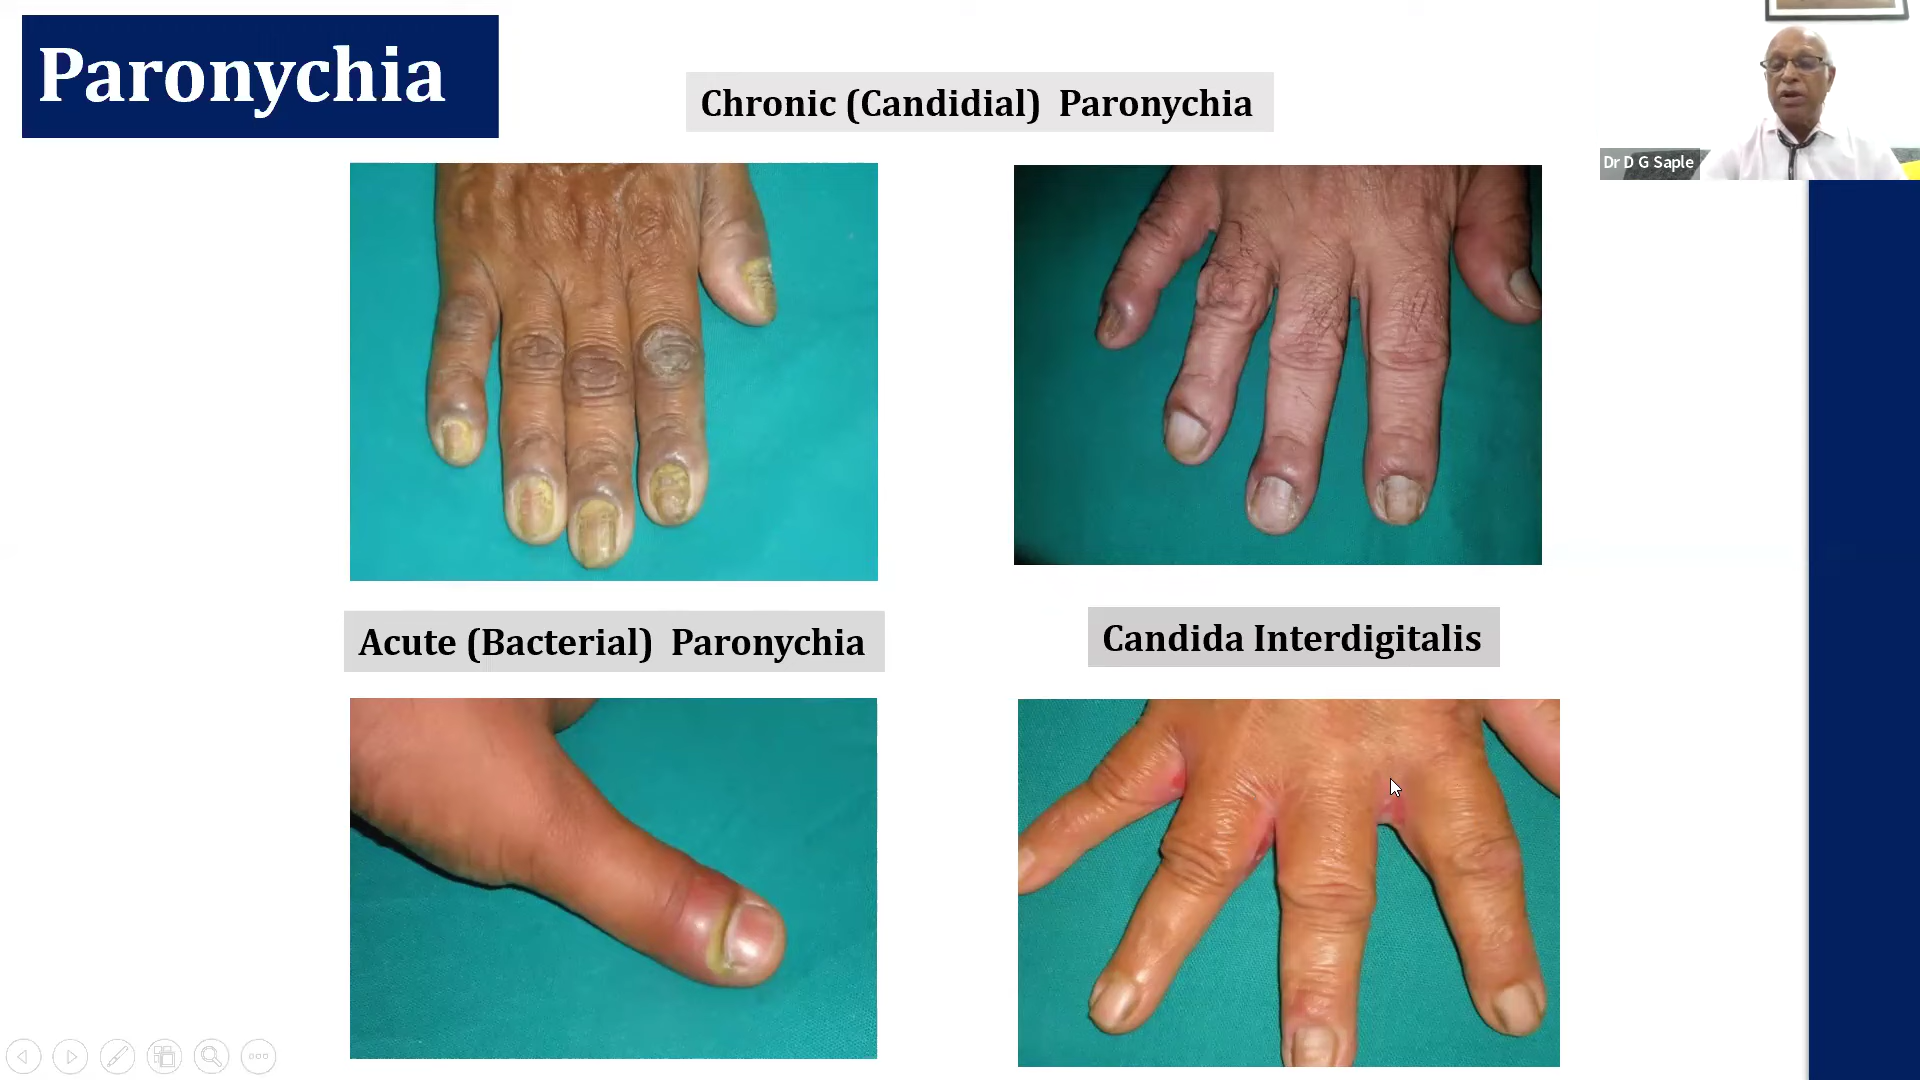 Paronychia
Chronic (Candidial) Paronychia
Dr D G Saple
Acute (Bacterial) Paronychia
Candida Interdigitalis